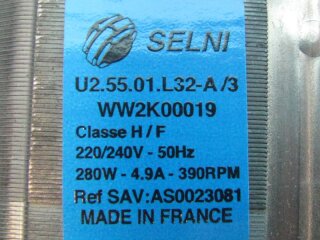 SELNI
U2.55.01.L32-A/3
WW2K00019
Classe H / F
220/240V - 50Hz
280W - 4.9A - 390RPM
Ref SAV:AS0023081
MADE IN FRANCE